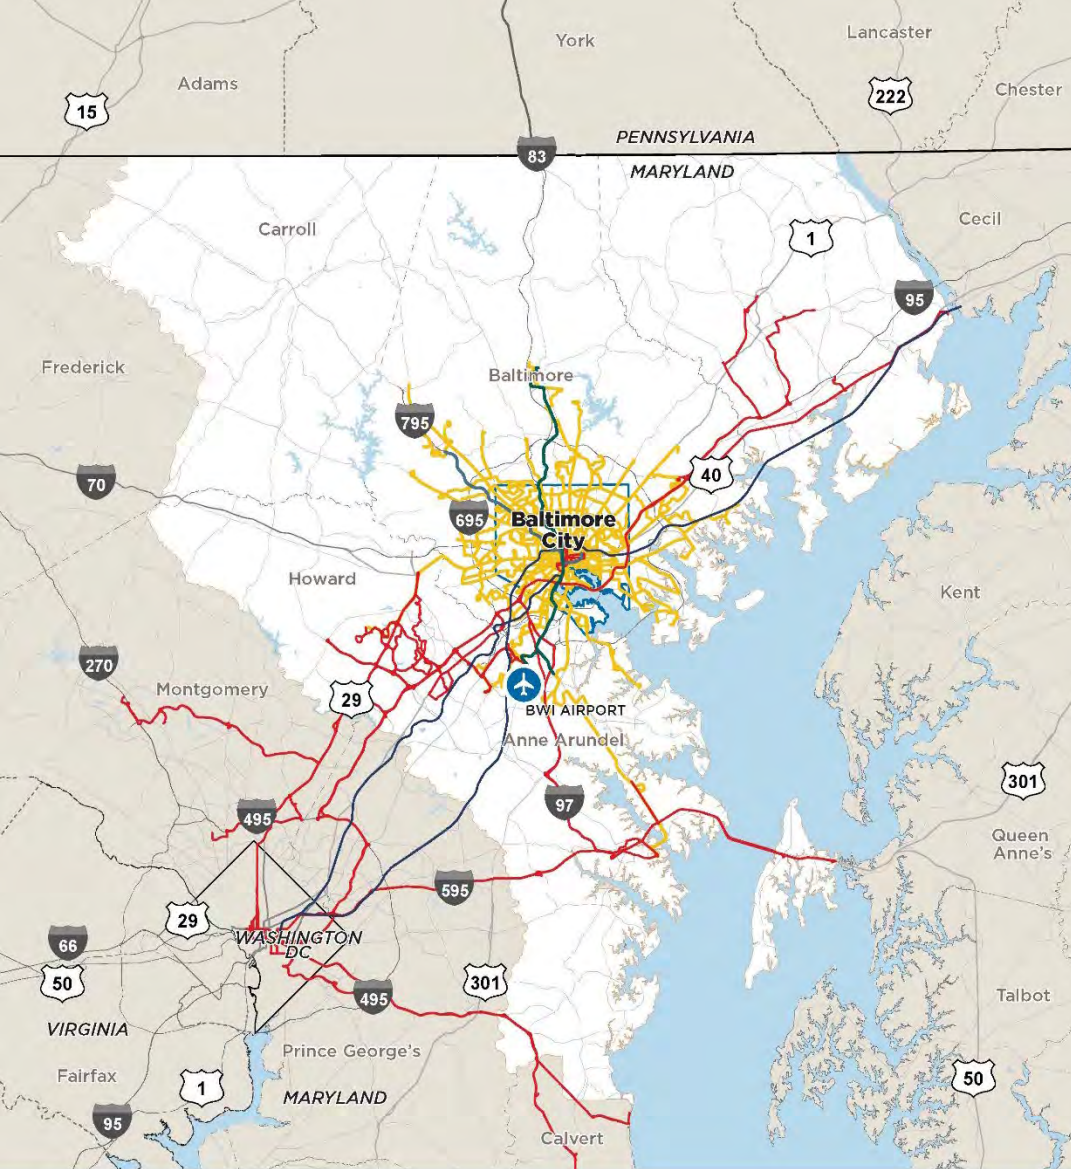 York
Lancaster
Adams
222
Chester
15
PENNSYLVANIA
83
MARYLAND
Cecil
Carroll
1
95
Frederick
Baltimore
795
40
70
695
Baltimore
City
Howard
Kent
270
Montgomery
29
BWI AIRPORT
Anne Arundel
301
97
495
Queen
Anne's
595
29
66
WASHINGTON
DC
50
301
495
Talbot
VIRGINIA
Prince George's
Fairfax
50
1
MARYLAND
95
Calvert